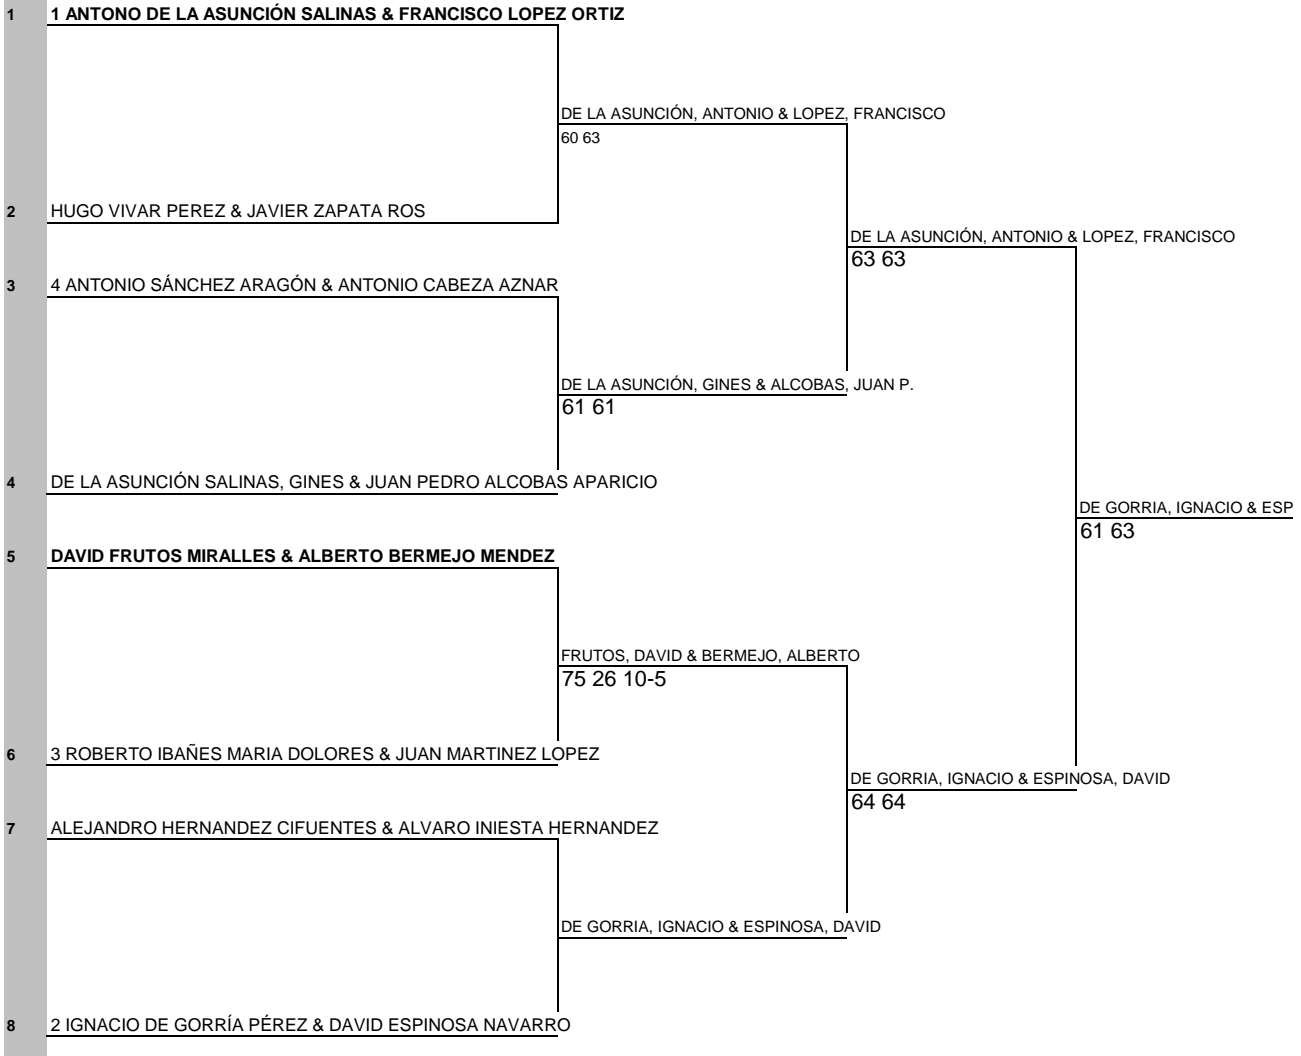 1 1 ANTONO DE LA ASUNCIÓN SALINAS & FRANCISCO LOPEZ ORTIZ
DE LA ASUNCIÓN, ANTONIO & LOPEZ, FRANCISCO
60 63
2 HUGO VIVAR PEREZ & JAVIER ZAPATA ROS
DE LA ASUNCIÓN, ANTONIO & LOPEZ, FRANCISCO
63 63
3 4 ANTONIO SÁNCHEZ ARAGÓN & ANTONIO CABEZA AZNAR
DE LA ASUNCIÓN, GINES & ALCOBAS, JUAN P.
61 61
4 DE LA ASUNCIÓN SALINAS, GINES & JUAN PEDRO ALCOBAS APARICIO
DE GORRIA, IGNACIO & ESP
61 63
5 DAVID FRUTOS MIRALLES & ALBERTO BERMEJO MENDEZ
FRUTOS, DAVID & BERMEJO, ALBERTO
75 26 10-5
6 3 ROBERTO IBAÑES MARIA DOLORES & JUAN MARTINEZ LOPEZ
DE GORRIA, IGNACIO & ESPINOSA, DAVID
64 64
7 ALEJANDRO HERNANDEZ CIFUENTES & ALVARO INIESTA HERNANDEZ
DE GORRIA, IGNACIO & ESPINOSA, DAVID
8 2 IGNACIO DE GORRÍA PÉREZ & DAVID ESPINOSA NAVARRO